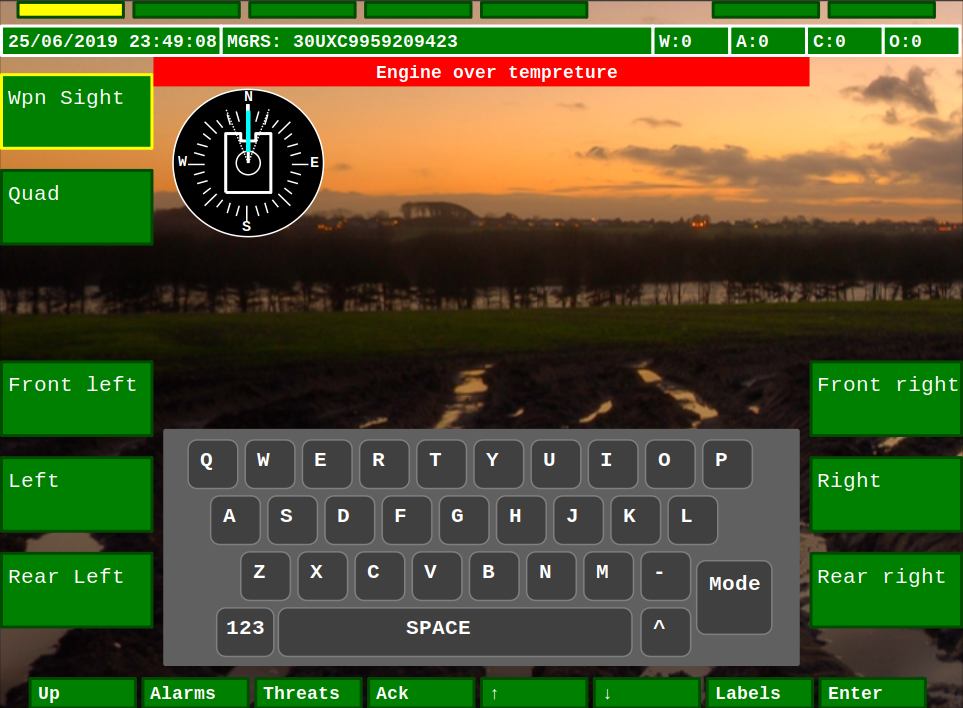 25/06/2019 23:49:08 MGRS: 30UXC9959209423 W:0 A:0 C:0 O:0
Engine over tempreture
Wpn Sight
N
W E
S
Quad
Front left Front right
Left Right
Rear Left Rear right
Q W E R T Y U I O P
A S D F G H J K L
Z X C V B N M -
Mode
123 SPACE ^
Up Alarms Threats Ack ↑ ↓ Labels Enter